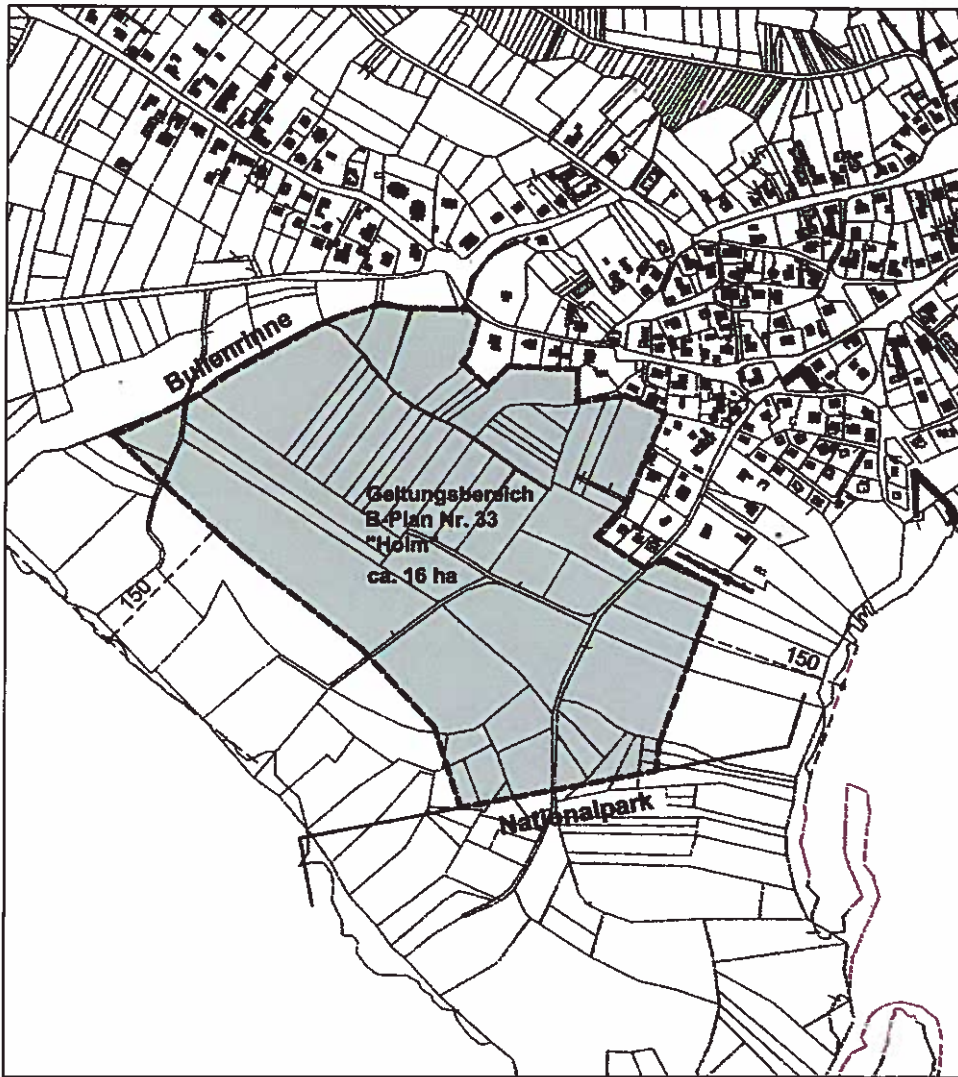 Bullenrinne
Geltungsbereich
B-Plan Nr. 33
"Holm"
ca. 16 ha
150
150
Nationalpark